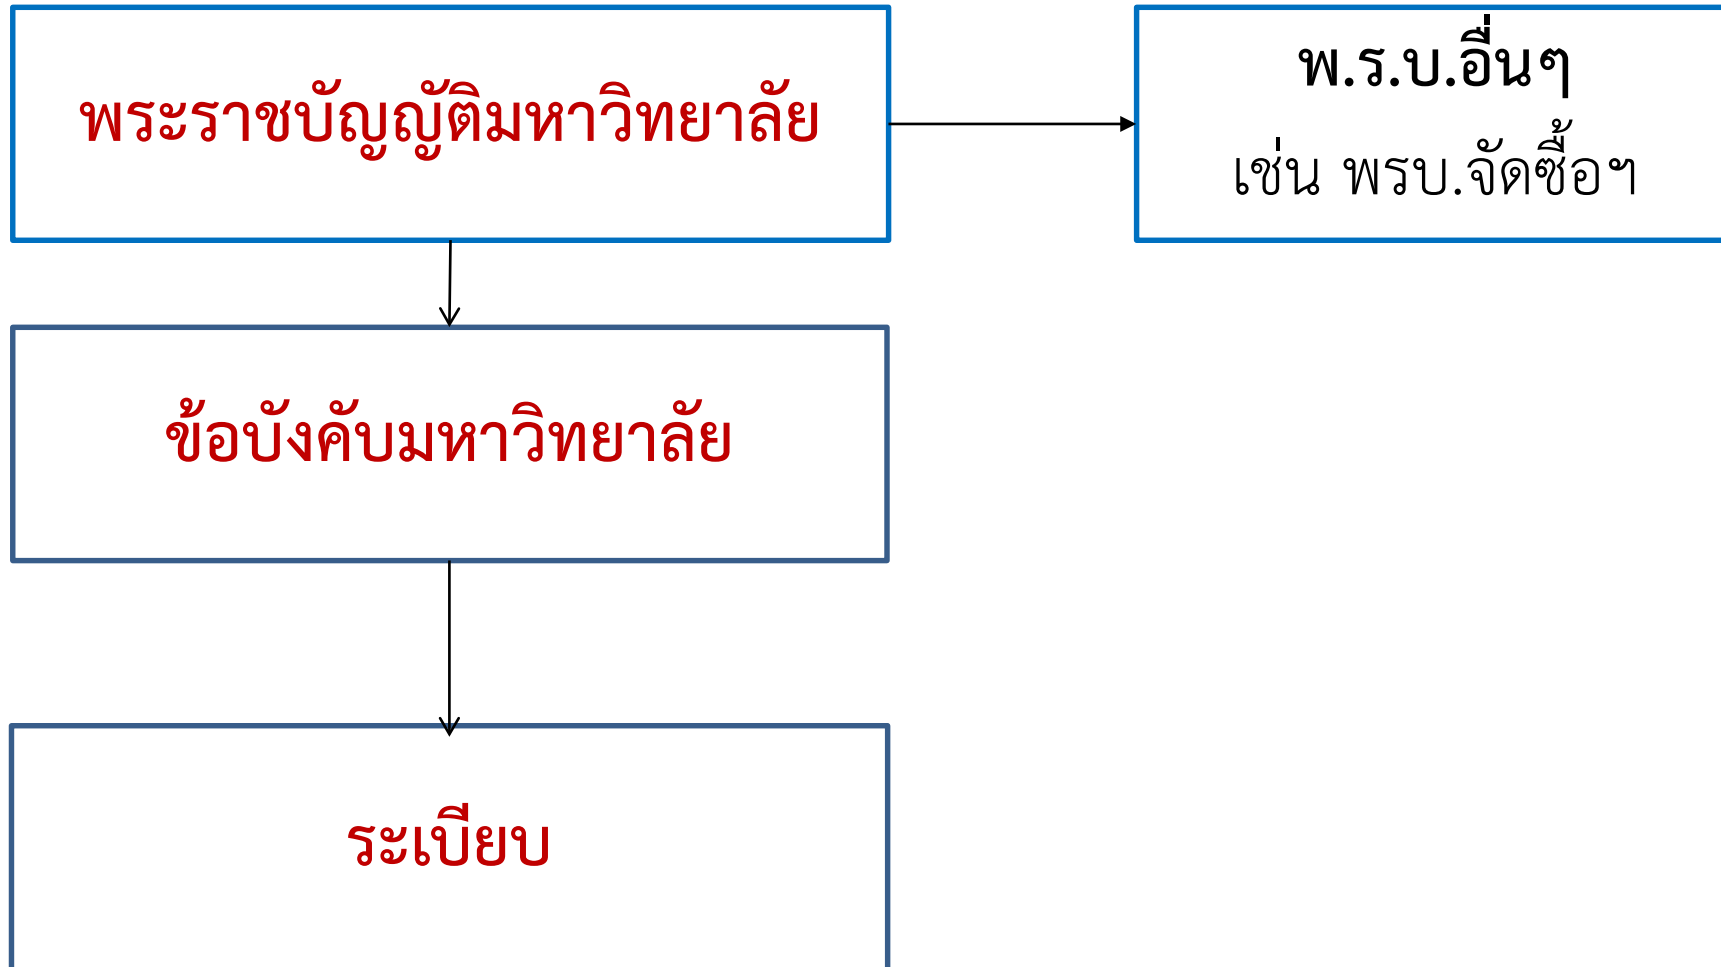 พระราชบัญญัติมหาวิทยาลัย
พ.ร.บ.อื่นๆ
เช่น พรบ.จัดซื้อฯ
ข้อบังคับมหาวิทยาลัย
ระเบียบ